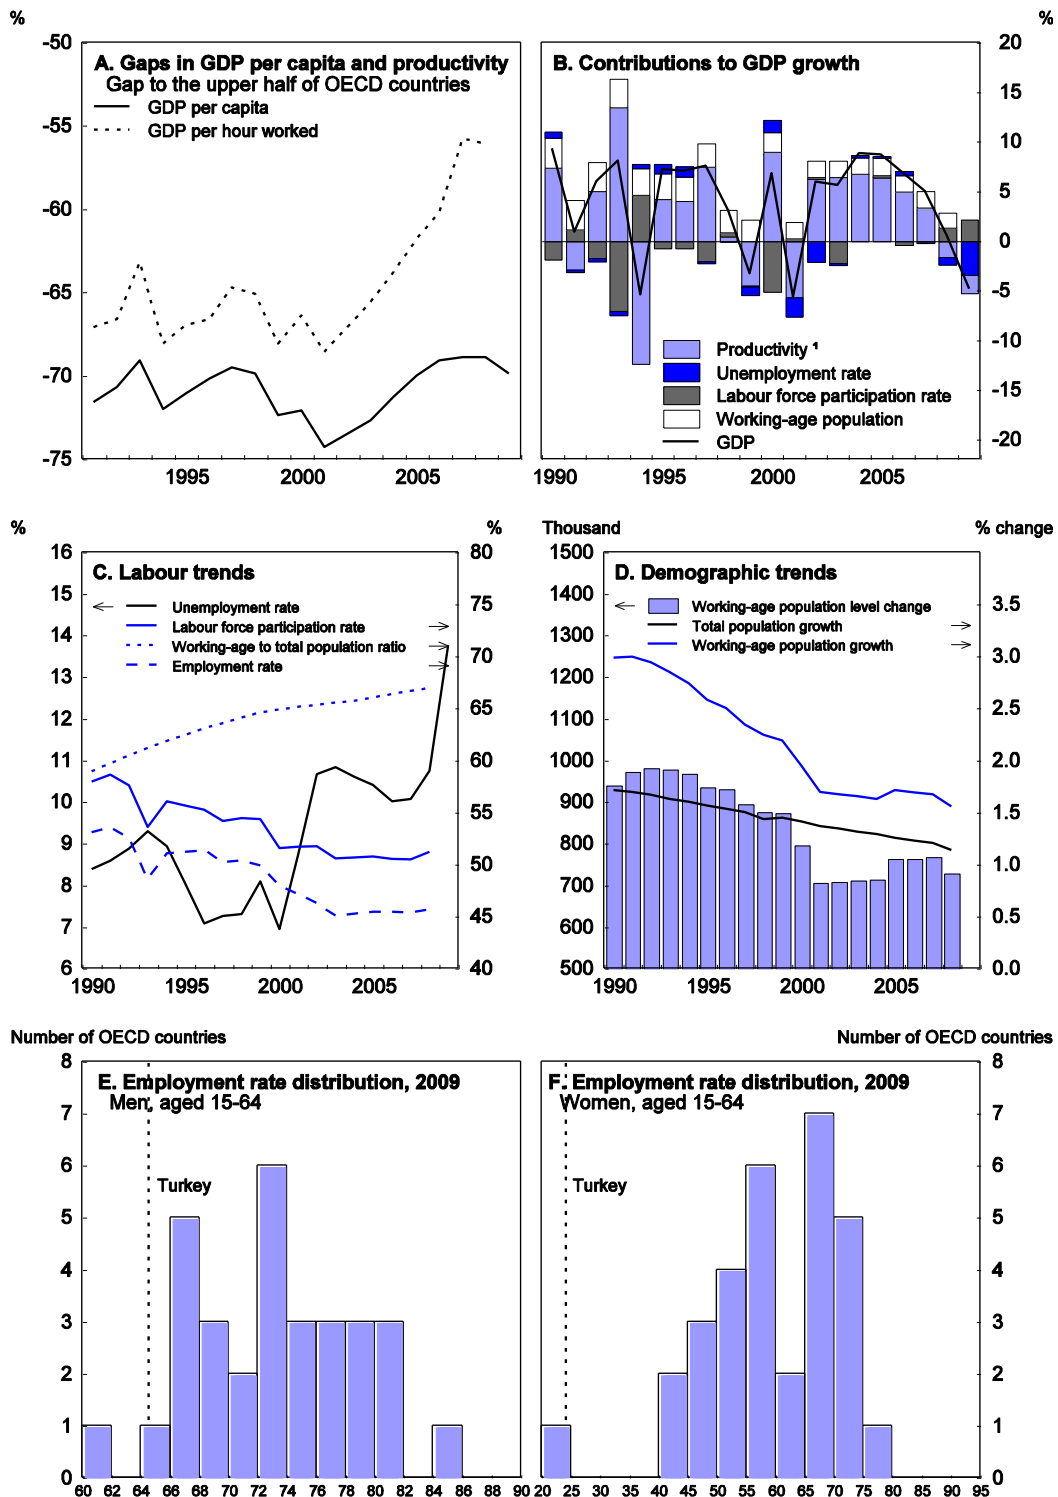 %
%
-50
-55
-60
-65
-70
-75
A. Gaps in GDP per capita and productivity
Gap to the upper half of OECD countries
GDP per capita
GDP per hour worked
1995
2000
2005
B. Contributions to GDP growth
20
15
10
5
0
-5
-10
-15
-20
Productivity ¹
Unemployment rate
Labour force participation rate
Working-age population
GDP
1990
1995
2000
2005
%
%
16
15
14
13
12
11
10
9
8
7
6
C. Labour trends
Unemployment rate
Labour force participation rate
Working-age to total population ratio
Employment rate
80
75
70
65
60
55
50
45
40
1990
1995
2000
2005
Thousand
% change
1500
1400
1300
1200
1100
1000
900
800
700
600
500
D. Demographic trends
Working-age population level change
Total population growth
Working-age population growth
3.5
3.0
2.5
2.0
1.5
1.0
0.5
0.0
1990
1995
2000
2005
Number of OECD countries
8
7
6
5
4
3
2
1
0
E. Employment rate distribution, 2009
Men, aged 15-64
Turkey
60 62 64 66 68 70 72 74 76 78 80 82 84 86 88 90
Number of OECD countries
F. Employment rate distribution, 2009
Women, aged 15-64
Turkey
8
7
6
5
4
3
2
1
0
20 25 30 35 40 45 50 55 60 65 70 75 80 85 90 95